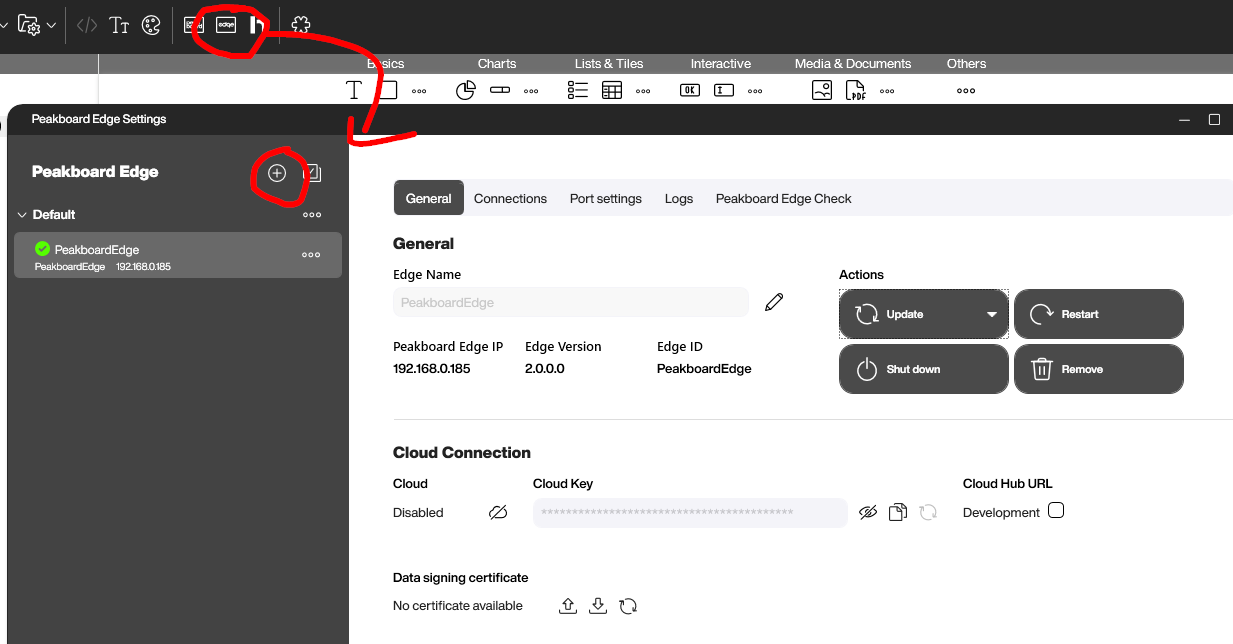 edge
Basics Charts Lists & Tiles Interactive Media & Documents Others
OK PDF
Peakboard Edge Settings
Peakboard Edge
Default
PeakboardEdge
PeakboardEdge 192.168.0.185
General Connections Port settings Logs Peakboard Edge Check
General
Edge Name Actions
PeakboardEdge
Update Restart
Peakboard Edge IP Edge Version Edge ID
192.168.0.185 2.0.0.0 PeakboardEdge
Shut down Remove
Cloud Connection
Cloud Cloud Key Cloud Hub URL
Disabled ***************************************** Development
Data signing certificate
No certificate available